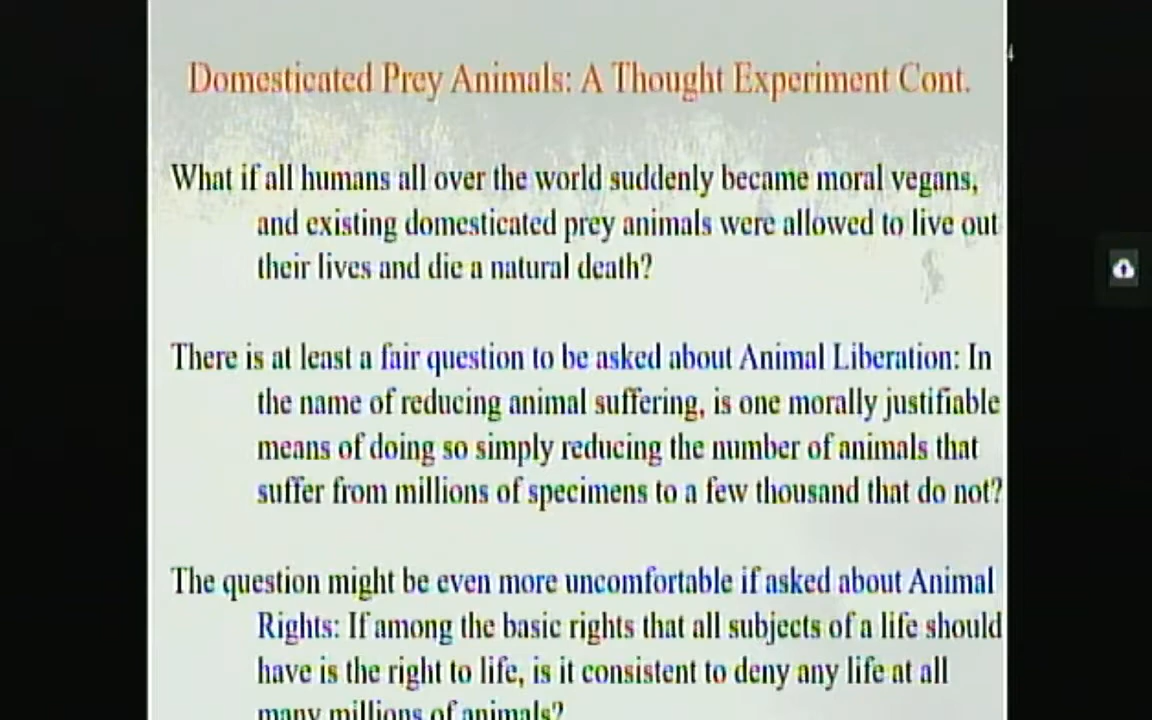 Domesticated Prey Animals: A Thought Experiment Cont.
4
What if all humans all over the world suddenly became moral vegans,
and existing domesticated prey animals were allowed to live out
their lives and die a natural death?
There is at least a fair question to be asked about Animal Liberation: In
the name of reducing animal suffering, is one morally justifiable
means of doing so simply reducing the number of animals that
suffer from millions of specimens to a few thousand that do not?
The question might be even more uncomfortable if asked about Animal
Rights: If among the basic rights that all subjects of a life should
have is the right to life, is it consistent to deny any life at all
many millions of animals?